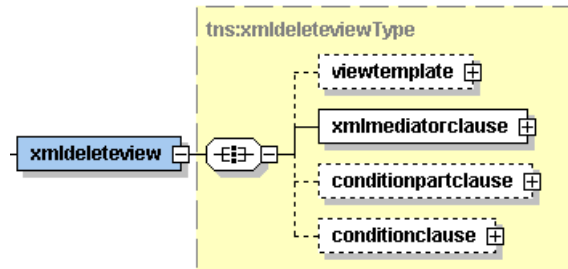 tns:xmldeleteviewType
viewtemplate
xmlmediatorclause
xmldeleteview
conditionpartclause
conditionclause